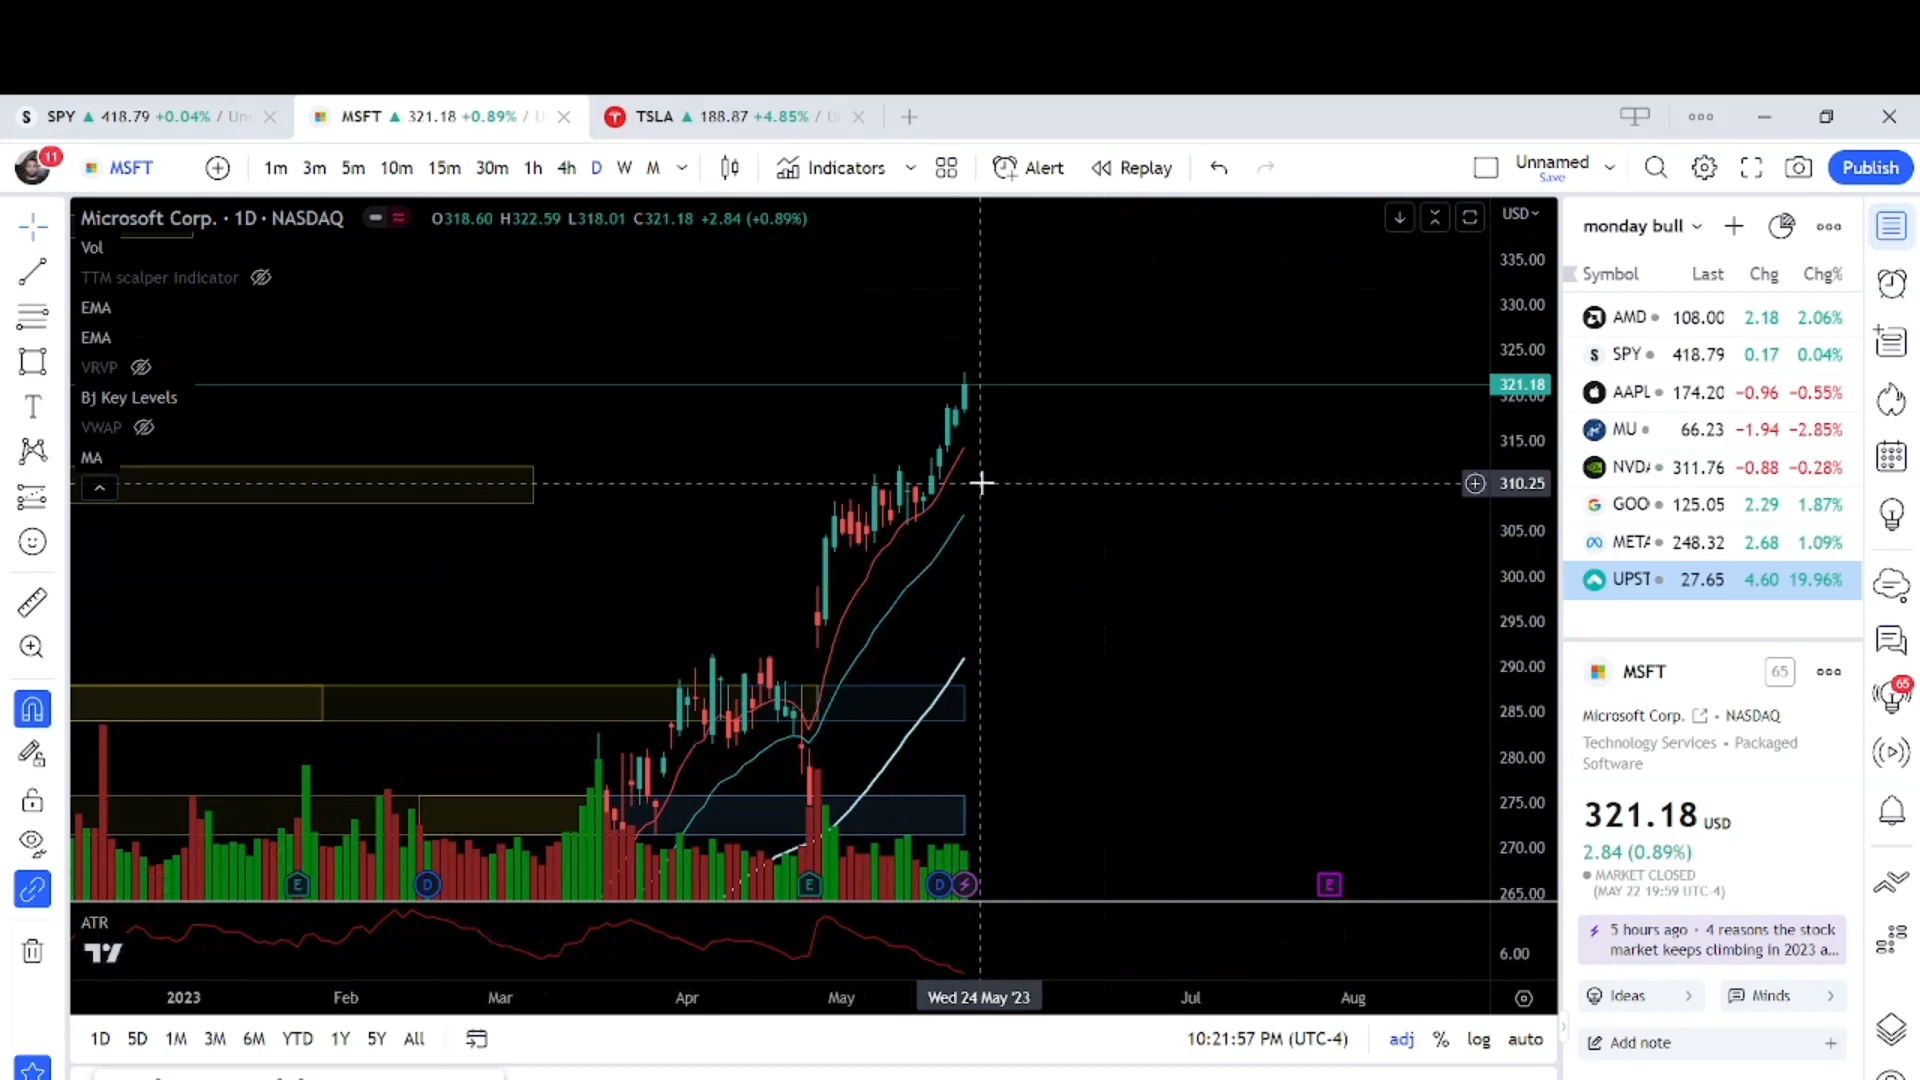 SPY 418.79 +0.04% / Un
MSFT 321.18 +0.89% / U
TSLA 188.87 +4.85% / U
11
MSFT 1m 3m 5m 10m 15m 30m 1h 4h D W M Indicators Alert Replay Unnamed Publish
Save
Microsoft Corp. · 1D · NASDAQ O318.60 H322.59 L318.01 C321.18 +2.84 (+0.89%)
Vol
TTM scalper indicator
EMA
EMA
VRVP
Bj Key Levels
VWAP
MA
USD
335.00
330.00
325.00
321.18
320.00
315.00
310.25
305.00
300.00
295.00
290.00
285.00
280.00
275.00
270.00
265.00
E D E D E
ATR
6.00
2023 Feb Mar Apr May Wed 24 May '23 Jul Aug
1D 5D 1M 3M 6M YTD 1Y 5Y All 10:21:57 PM (UTC-4) adj % log auto
monday bull
Symbol Last Chg Chg%
AMD 108.00 2.18 2.06%
S SPY 418.79 0.17 0.04%
AAPL 174.20 −0.96 −0.55%
MU 66.23 −1.94 −2.85%
NVDA 311.76 −0.88 −0.28%
GOO 125.05 2.29 1.87%
META 248.32 2.68 1.09%
UPST 27.65 4.60 19.96%
MSFT 65
Microsoft Corp. • NASDAQ
Technology Services • Packaged
Software
321.18 USD
2.84 (0.89%)
MARKET CLOSED
(MAY 22 19:59 UTC-4)
5 hours ago • 4 reasons the stock
market keeps climbing in 2023 a...
Ideas Minds
Add note
65